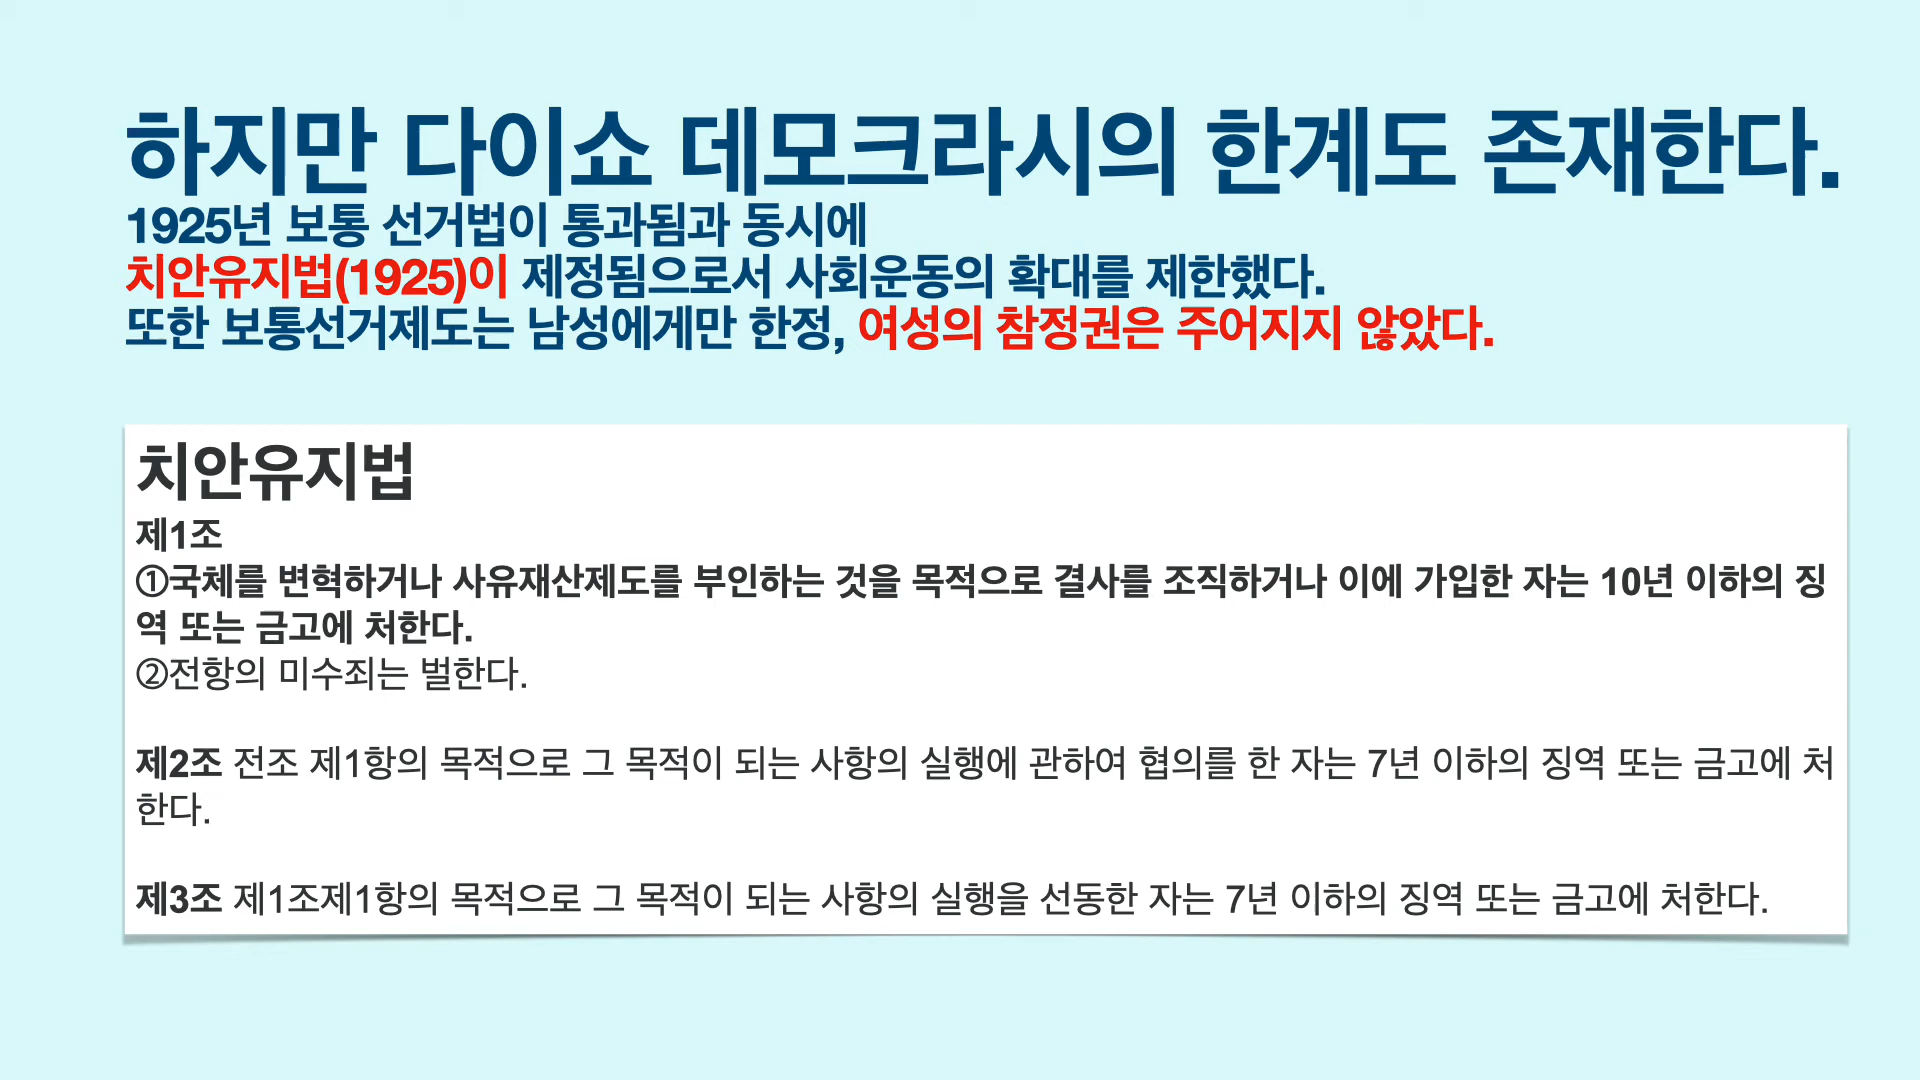 하지만 다이쇼 데모크라시의 한계도 존재한다.
1925년 보통 선거법이 통과됨과 동시에
치안유지법(1925)이 제정됨으로서 사회운동의 확대를 제한했다.
또한 보통선거제도는 남성에게만 한정, 여성의 참정권은 주어지지 않았다.
치안유지법
제1조
①국체를 변혁하거나 사유재산제도를 부인하는 것을 목적으로 결사를 조직하거나 이에 가입한 자는 10년 이하의 징
역 또는 금고에 처한다.
②전항의 미수죄는 벌한다.
제2조 전조 제1항의 목적으로 그 목적이 되는 사항의 실행에 관하여 협의를 한 자는 7년 이하의 징역 또는 금고에 처
한다.
제3조 제1조제1항의 목적으로 그 목적이 되는 사항의 실행을 선동한 자는 7년 이하의 징역 또는 금고에 처한다.